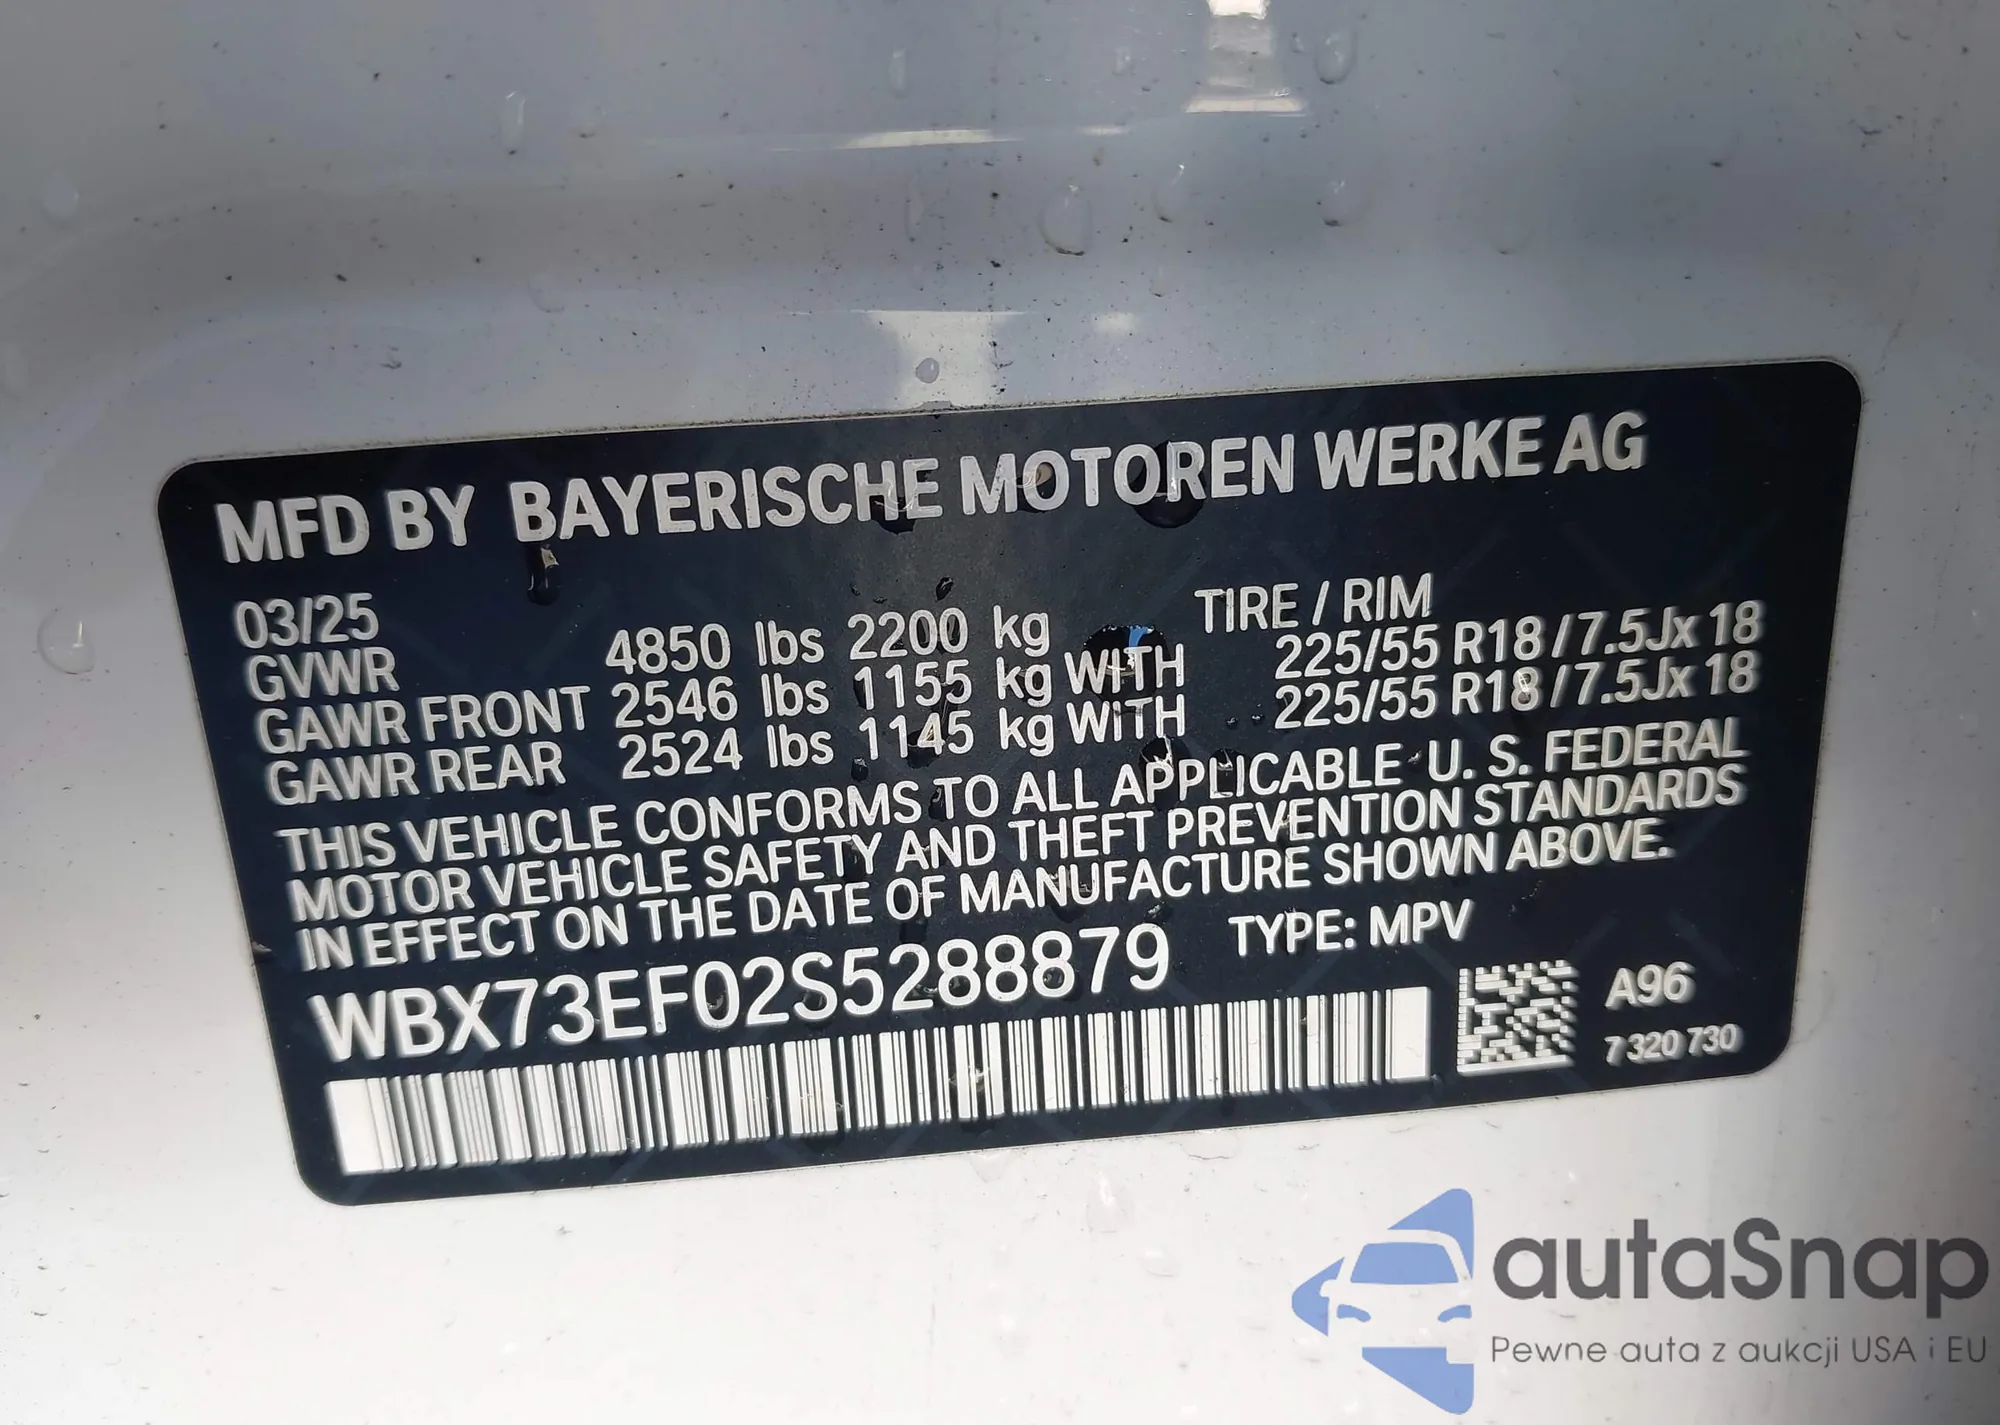 MFD BY BAYERISCHE MOTOREN WERKE AG
03/25 TIRE / RIM
GVWR 4850 lbs 2200 kg
GAWR FRONT 2546 lbs 1155 kg WITH 225/55 R18 / 7.5Jx 18
GAWR REAR 2524 lbs 1145 kg WITH 225/55 R18 / 7.5Jx 18
THIS VEHICLE CONFORMS TO ALL APPLICABLE U. S. FEDERAL
MOTOR VEHICLE SAFETY AND THEFT PREVENTION STANDARDS
IN EFFECT ON THE DATE OF MANUFACTURE SHOWN ABOVE.
WBX73EF02S5288879 TYPE: MPV
A96
7 320 730
autaSnap
Pewne auta z aukcji USA i EU